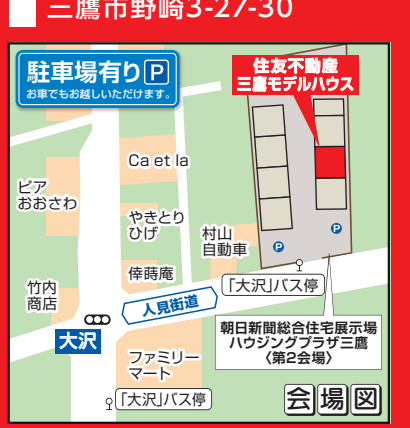 三鷹市野崎3-27-30
駐車場有りP
お車でもお越しいただけます。
住友不動産
三鷹モデルハウス
Ca et la
ピア
おおさわ
やきとり
ひげ
村山
自動車
P
P
倖蒔庵
「大沢」バス停
竹内
商店
人見街道
大沢
朝日新聞総合住宅展示場
ハウジングプラザ三鷹
〈第2会場〉
ファミリー
マート
「大沢」バス停
会場図